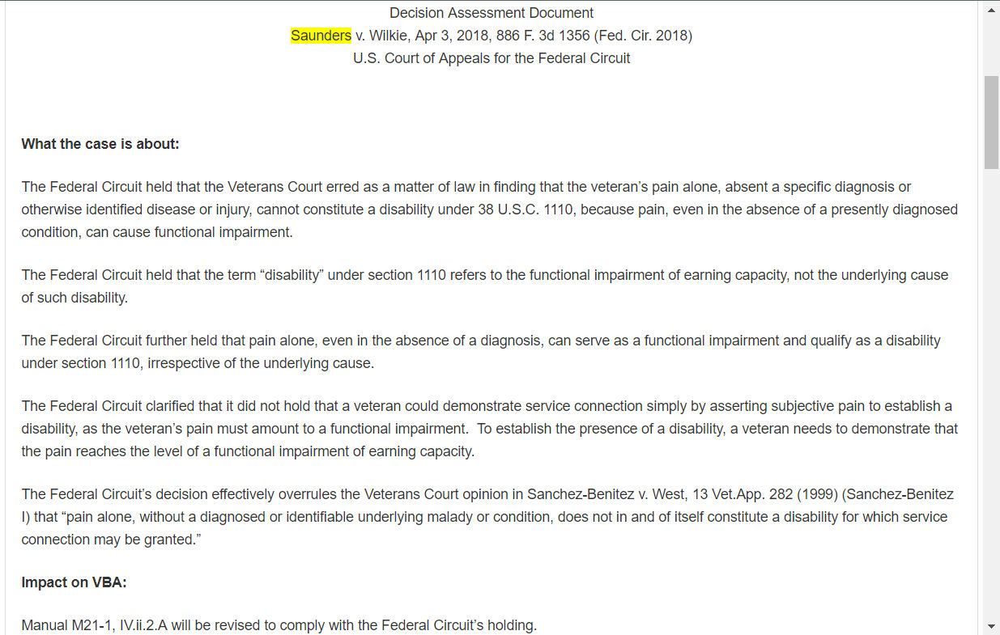 Decision Assessment Document
Saunders v. Wilkie, Apr 3, 2018, 886 F. 3d 1356 (Fed. Cir. 2018)
U.S. Court of Appeals for the Federal Circuit
What the case is about:
The Federal Circuit held that the Veterans Court erred as a matter of law in finding that the veteran’s pain alone, absent a specific diagnosis or
otherwise identified disease or injury, cannot constitute a disability under 38 U.S.C. 1110, because pain, even in the absence of a presently diagnosed
condition, can cause functional impairment.
The Federal Circuit held that the term “disability” under section 1110 refers to the functional impairment of earning capacity, not the underlying cause
of such disability.
The Federal Circuit further held that pain alone, even in the absence of a diagnosis, can serve as a functional impairment and qualify as a disability
under section 1110, irrespective of the underlying cause.
The Federal Circuit clarified that it did not hold that a veteran could demonstrate service connection simply by asserting subjective pain to establish a
disability, as the veteran’s pain must amount to a functional impairment.  To establish the presence of a disability, a veteran needs to demonstrate that
the pain reaches the level of a functional impairment of earning capacity.
The Federal Circuit’s decision effectively overrules the Veterans Court opinion in Sanchez-Benitez v. West, 13 Vet.App. 282 (1999) (Sanchez-Benitez
I) that “pain alone, without a diagnosed or identifiable underlying malady or condition, does not in and of itself constitute a disability for which service
connection may be granted.”
Impact on VBA:
Manual M21-1, IV.ii.2.A will be revised to comply with the Federal Circuit’s holding.